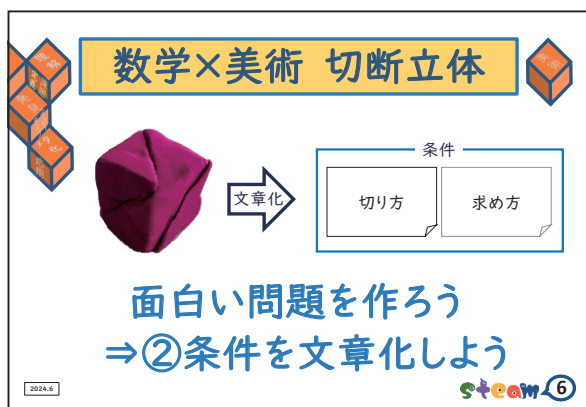 数学×美術 切断立体
文章化
条件
切り方
求め方
面白い問題を作ろう
⇒②条件を文章化しよう
2024.6
steam
6